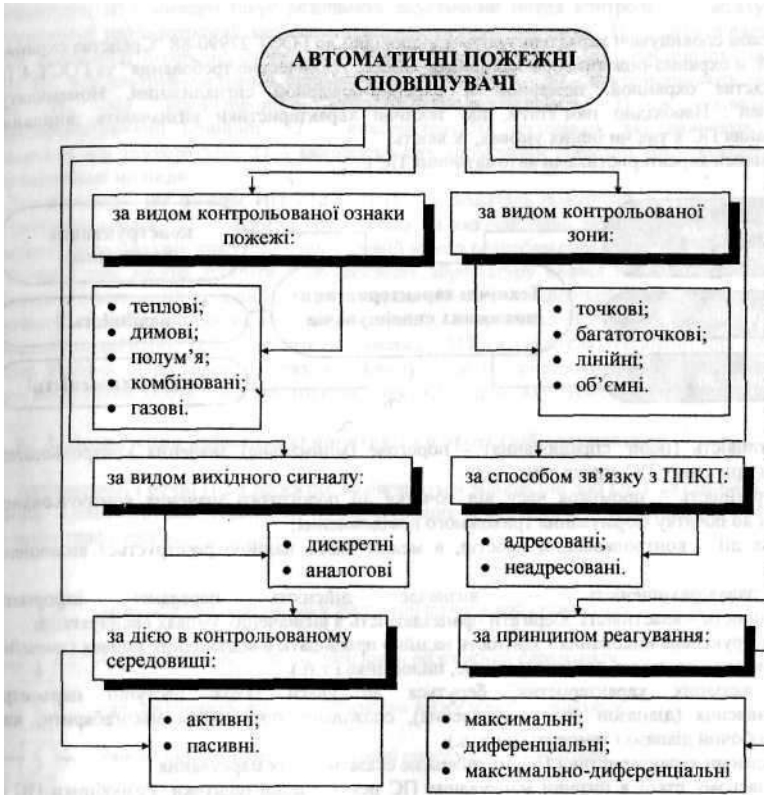 АВТОМАТИЧНІ ПОЖЕЖНІ
СПОВІЩУВАЧІ
за видом контрольованої ознаки
пожежі:
• теплові;
• димові;
• полум’я;
• комбіновані;
• газові.
за видом контрольованої
зони:
• точкові;
• багатоточкові;
• лінійні;
• об’ємні.
за видом вихідного сигналу:
• дискретні
• аналогові
за способом зв’язку з ППКП:
• адресовані;
• неадресовані.
за дією в контрольованому
середовищі:
• активні;
• пасивні.
за принципом реагування:
• максимальні;
• диференціальні;
• максимально-диференціальні